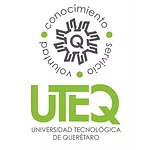 voluntad • conocimiento • servicio •
Q
UTEQ
UNIVERSIDAD TECNOLÓGICA
DE QUERÉTARO